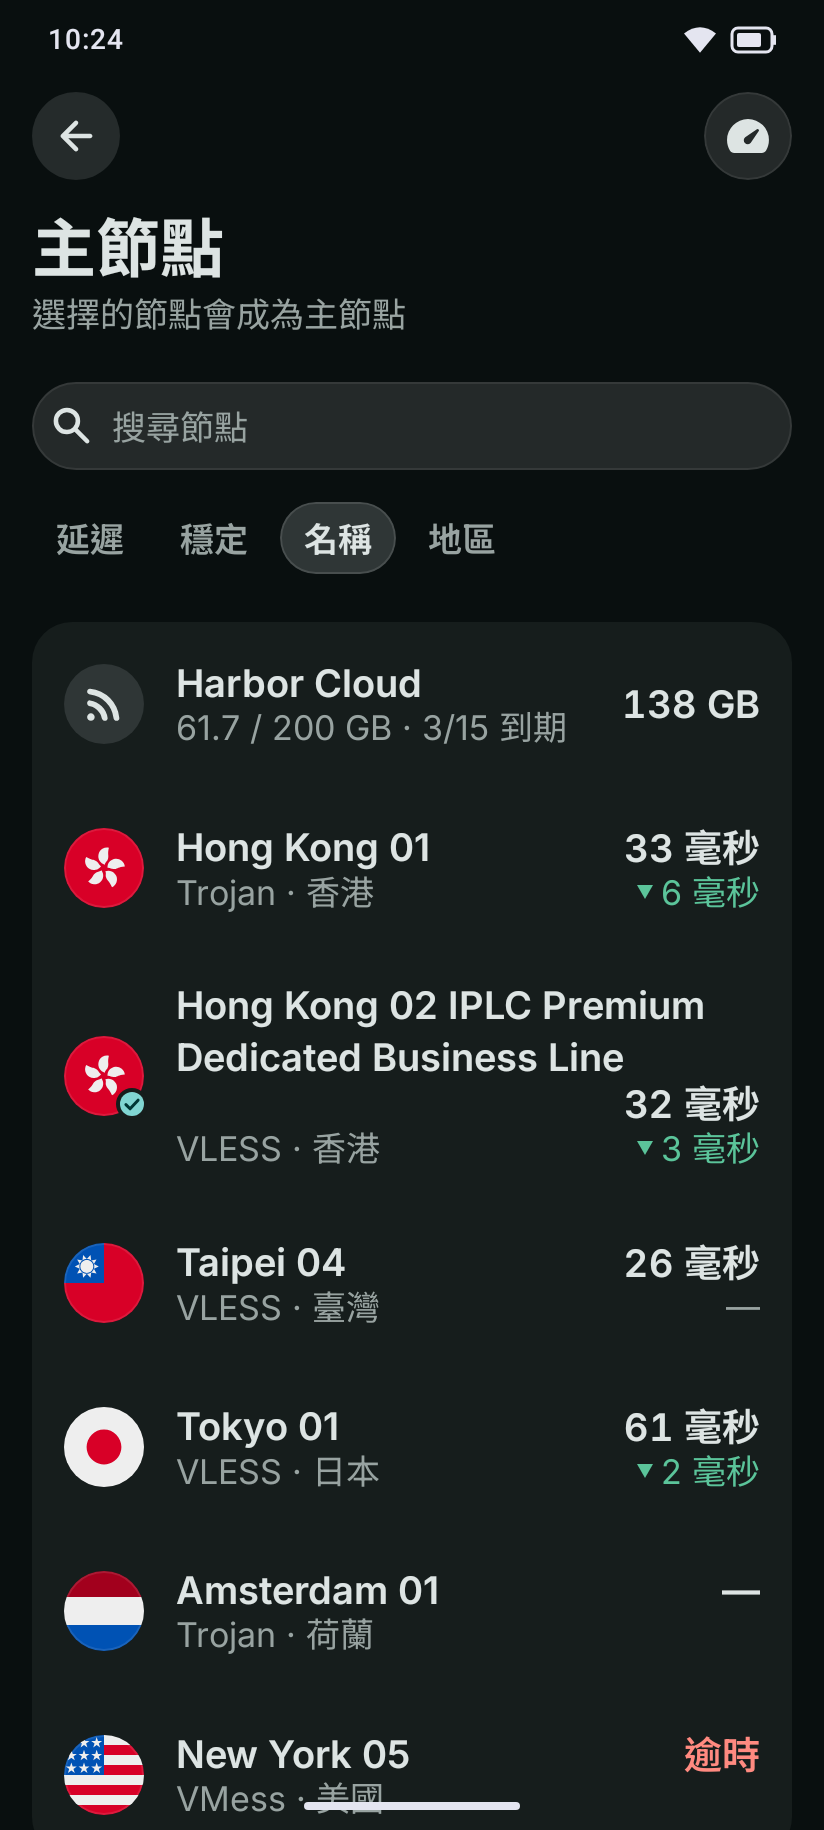 10:24
主節點
選擇的節點會成為主節點
搜尋節點
延遲 穩定 名稱 地區
Harbor Cloud
61.7 / 200 GB · 3/15 到期
138 GB
Hong Kong 01
Trojan · 香港
33 毫秒
▼6 毫秒
Hong Kong 02 IPLC Premium
Dedicated Business Line
VLESS · 香港
32 毫秒
▼3 毫秒
Taipei 04
VLESS · 臺灣
26 毫秒
—
Tokyo 01
VLESS · 日本
61 毫秒
▼2 毫秒
Amsterdam 01
Trojan · 荷蘭
—
New York 05
VMess · 美國
逾時